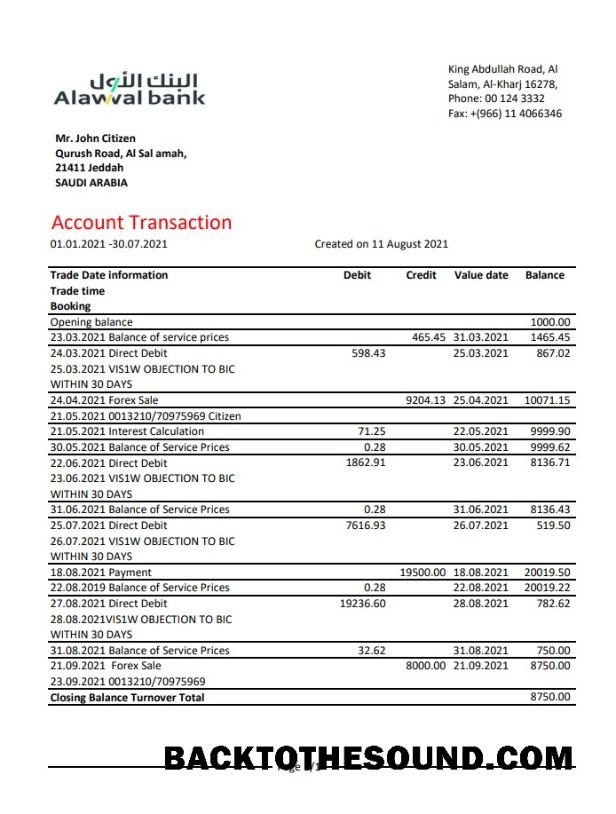 البنك الأول
Alawwal bank
King Abdullah Road, Al
Salam, Al-Kharj 16278,
Phone: 00 124 3332
Fax: +(966) 11 4066346
Mr. John Citizen
Qurush Road, Al Sal amah,
21411 Jeddah
SAUDI ARABIA
Account Transaction
01.01.2021 -30.07.2021 Created on 11 August 2021
Trade Date information Debit Credit Value date Balance
Trade time
Booking
Opening balance 1000.00
23.03.2021 Balance of service prices 465.45 31.03.2021 1465.45
24.03.2021 Direct Debit 598.43 25.03.2021 867.02
25.03.2021 VIS1W OBJECTION TO BIC
WITHIN 30 DAYS
24.04.2021 Forex Sale 9204.13 25.04.2021 10071.15
21.05.2021 0013210/70975969 Citizen
21.05.2021 Interest Calculation 71.25 22.05.2021 9999.90
30.05.2021 Balance of Service Prices 0.28 30.05.2021 9999.62
22.06.2021 Direct Debit 1862.91 23.06.2021 8136.71
23.06.2021 VIS1W OBJECTION TO BIC
WITHIN 30 DAYS
31.06.2021 Balance of Service Prices 0.28 31.06.2021 8136.43
25.07.2021 Direct Debit 7616.93 26.07.2021 519.50
26.07.2021 VIS1W OBJECTION TO BIC
WITHIN 30 DAYS
18.08.2021 Payment 19500.00 18.08.2021 20019.50
22.08.2019 Balance of Service Prices 0.28 22.08.2021 20019.22
27.08.2021 Direct Debit 19236.60 28.08.2021 782.62
28.08.2021VIS1W OBJECTION TO BIC
WITHIN 30 DAYS
31.08.2021 Balance of Service Prices 32.62 31.08.2021 750.00
21.09.2021 Forex Sale 8000.00 21.09.2021 8750.00
23.09.2021 0013210/70975969
Closing Balance Turnover Total 8750.00
BACKTOTHESOUND.COM